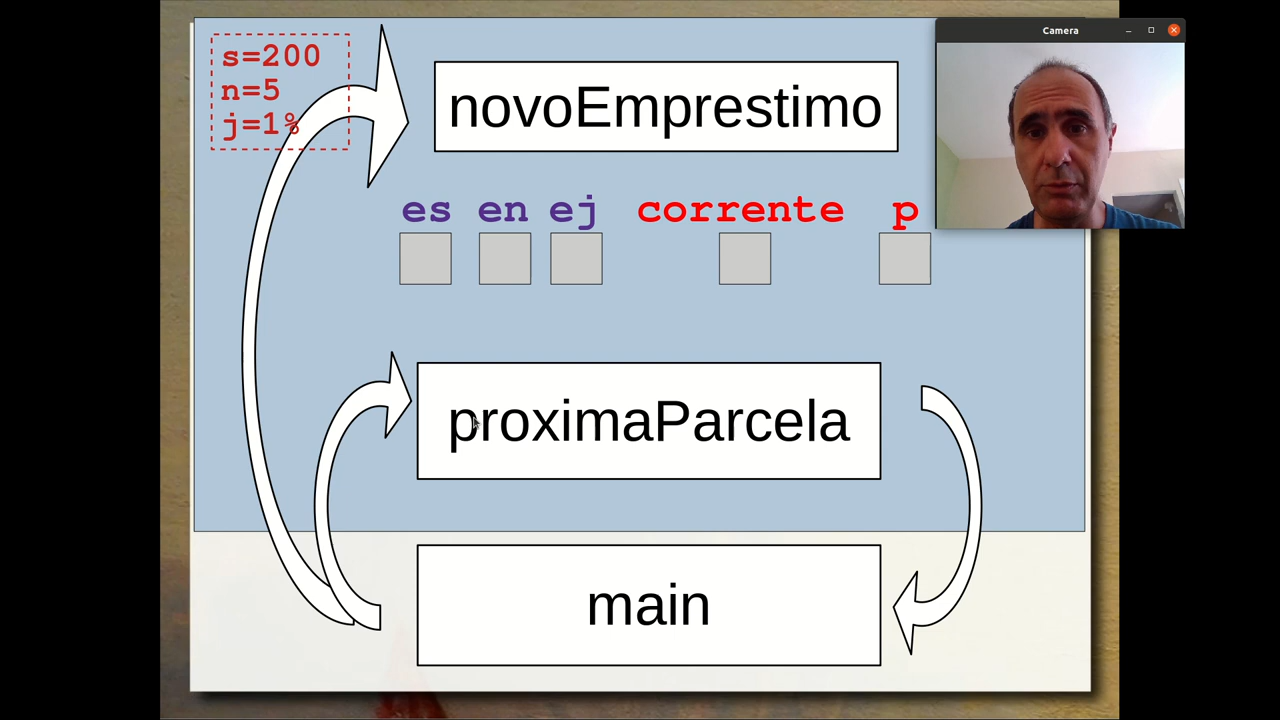 s=200
n=5
j=1%
novoEmprestimo
Camera
es en ej corrente p
proximaParcela
main